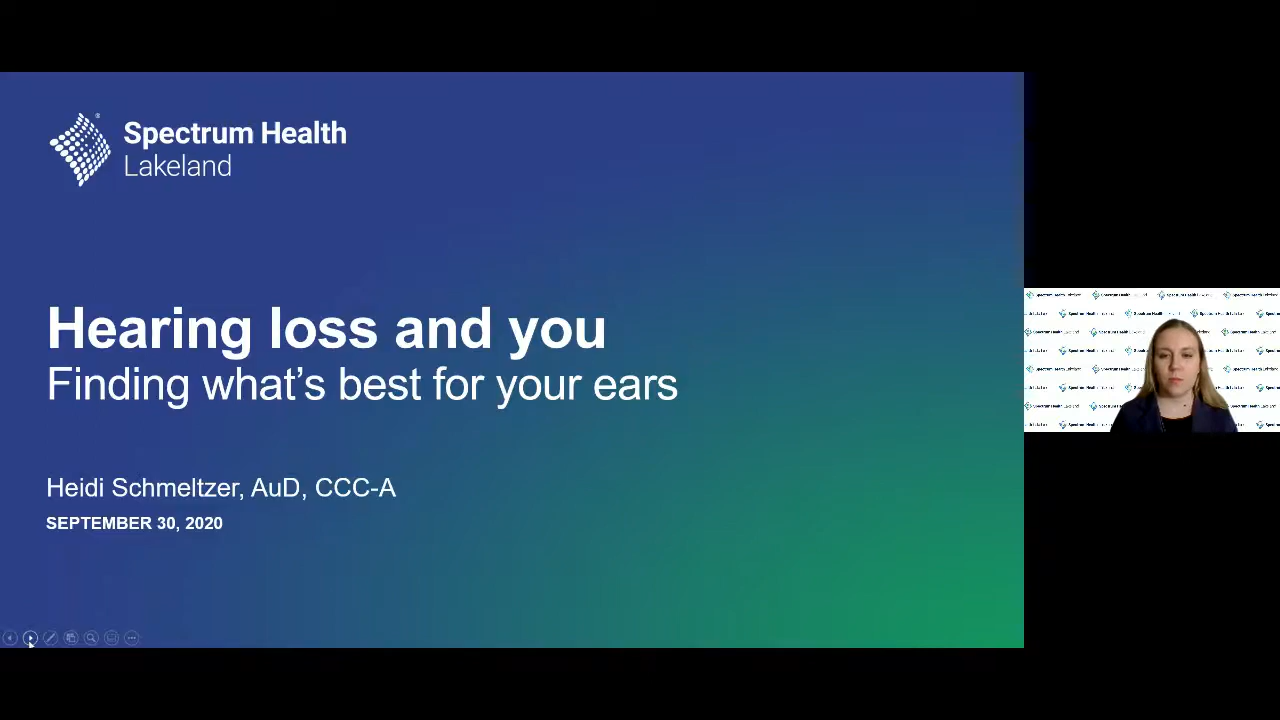 Spectrum Health
Lakeland
Hearing loss and you
Finding what's best for your ears
Heidi Schmeltzer, AuD, CCC-A
SEPTEMBER 30, 2020